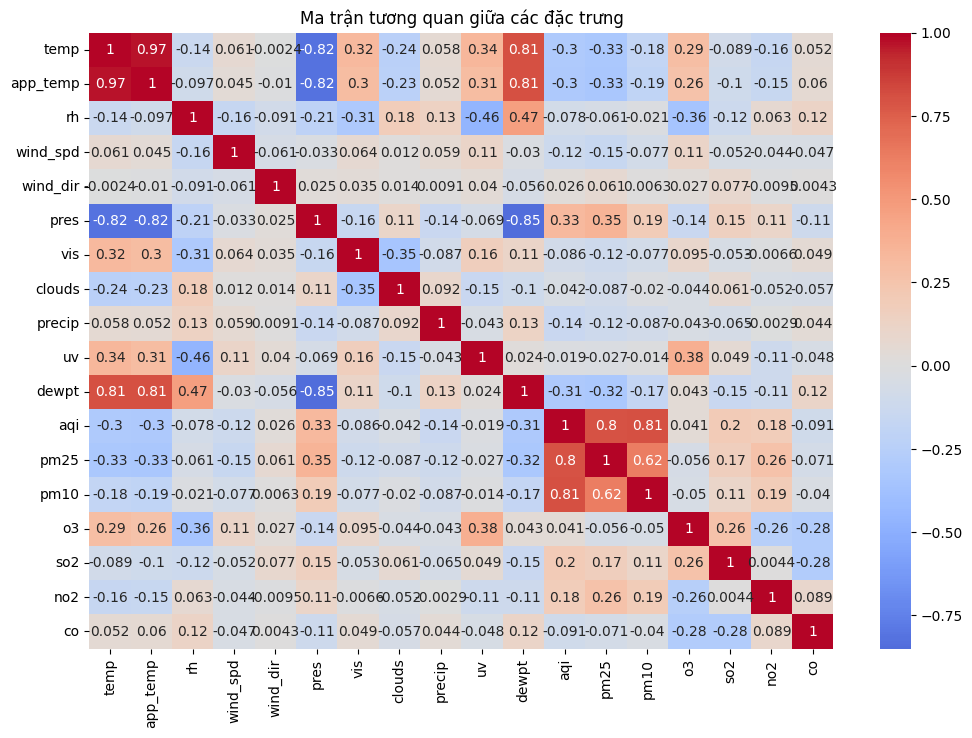 Ma trận tương quan giữa các đặc trưng
temp 1 0.97 -0.14 0.061 -0.0024 -0.82 0.32 -0.24 0.058 0.34 0.81 -0.3 -0.33 -0.18 0.29 -0.089 -0.16 0.052
app_temp 0.97 1 -0.097 0.045 -0.01 -0.82 0.3 -0.23 0.052 0.31 0.81 -0.3 -0.33 -0.19 0.26 -0.1 -0.15 0.06
rh -0.14 -0.097 1 -0.16 -0.091 -0.21 -0.31 0.18 0.13 -0.46 0.47 -0.078 -0.061 -0.021 -0.36 -0.12 0.063 0.12
wind_spd 0.061 0.045 -0.16 1 -0.061 -0.033 0.064 0.012 0.059 0.11 -0.03 -0.12 -0.15 -0.077 0.11 -0.052 -0.044 -0.047
wind_dir -0.0024 -0.01 -0.091 -0.061 1 0.025 0.035 0.014 0.0091 0.04 -0.056 0.026 0.061 0.0063 0.027 0.077 -0.0095 0.0043
pres -0.82 -0.82 -0.21 -0.033 0.025 1 -0.16 0.11 -0.14 -0.069 -0.85 0.33 0.35 0.19 -0.14 0.15 0.11 -0.11
vis 0.32 0.3 -0.31 0.064 0.035 -0.16 1 -0.35 -0.087 0.16 0.11 -0.086 -0.12 -0.077 0.095 -0.053 -0.0066 0.049
clouds -0.24 -0.23 0.18 0.012 0.014 0.11 -0.35 1 0.092 -0.15 -0.1 -0.042 -0.087 -0.02 -0.044 0.061 -0.052 -0.057
precip 0.058 0.052 0.13 0.059 0.0091 -0.14 -0.087 0.092 1 -0.043 0.13 -0.14 -0.12 -0.087 -0.043 -0.065 -0.0029 0.044
uv 0.34 0.31 -0.46 0.11 0.04 -0.069 0.16 -0.15 -0.043 1 0.024 -0.019 -0.027 -0.014 0.38 0.049 -0.11 -0.048
dewpt 0.81 0.81 0.47 -0.03 -0.056 -0.85 0.11 -0.1 0.13 0.024 1 -0.31 -0.32 -0.17 0.043 -0.15 -0.11 0.12
aqi -0.3 -0.3 -0.078 -0.12 0.026 0.33 -0.086 -0.042 -0.14 -0.019 -0.31 1 0.8 0.81 0.041 0.2 0.18 -0.091
pm25 -0.33 -0.33 -0.061 -0.15 0.061 0.35 -0.12 -0.087 -0.12 -0.027 -0.32 0.8 1 0.62 -0.056 0.17 0.26 -0.071
pm10 -0.18 -0.19 -0.021 -0.077 0.0063 0.19 -0.077 -0.02 -0.087 -0.014 -0.17 0.81 0.62 1 -0.05 0.11 0.19 -0.04
o3 0.29 0.26 -0.36 0.11 0.027 -0.14 0.095 -0.044 -0.043 0.38 0.043 0.041 -0.056 -0.05 1 0.26 -0.26 -0.28
so2 -0.089 -0.1 -0.12 -0.052 0.077 0.15 -0.053 0.061 -0.065 0.049 -0.15 0.2 0.17 0.11 0.26 1 0.0044 -0.28
no2 -0.16 -0.15 0.063 -0.044 -0.0095 0.11 -0.0066 -0.052 -0.0029 -0.11 -0.11 0.18 0.26 0.19 -0.26 0.0044 1 0.089
co 0.052 0.06 0.12 -0.047 0.0043 -0.11 0.049 -0.057 0.044 -0.048 0.12 -0.091 -0.071 -0.04 -0.28 -0.28 0.089 1
temp app_temp rh wind_spd wind_dir pres vis clouds precip uv dewpt aqi pm25 pm10 o3 so2 no2 co
1.00
0.75
0.50
0.25
0.00
−0.25
−0.50
−0.75